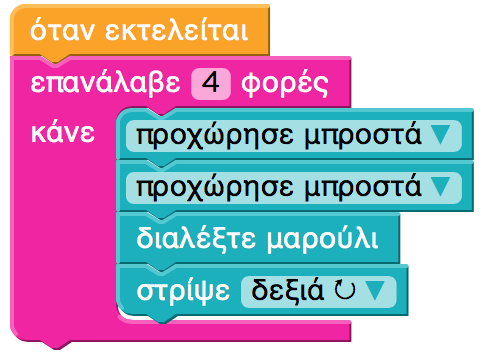 όταν εκτελείται
επανάλαβε 4 φορές
κάνε προχώρησε μπροστά ▼
προχώρησε μπροστά ▼
διαλέξτε μαρούλι
στρίψε δεξιά ↻ ▼